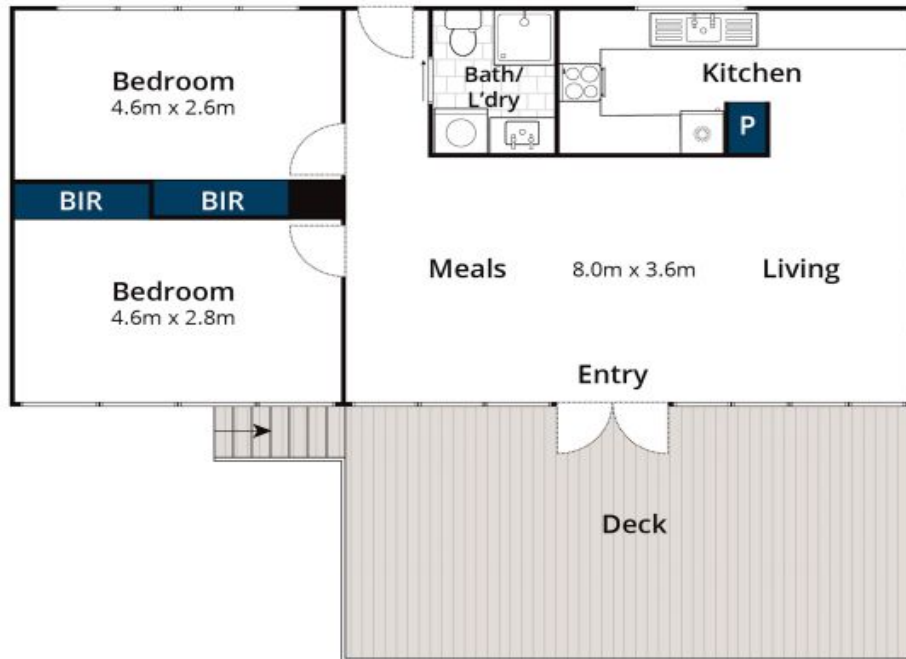 Bedroom
4.6m x 2.6m
Bath/
L'dry
Kitchen
P
BIR
BIR
Bedroom
4.6m x 2.8m
Meals
8.0m x 3.6m
Living
Entry
Deck